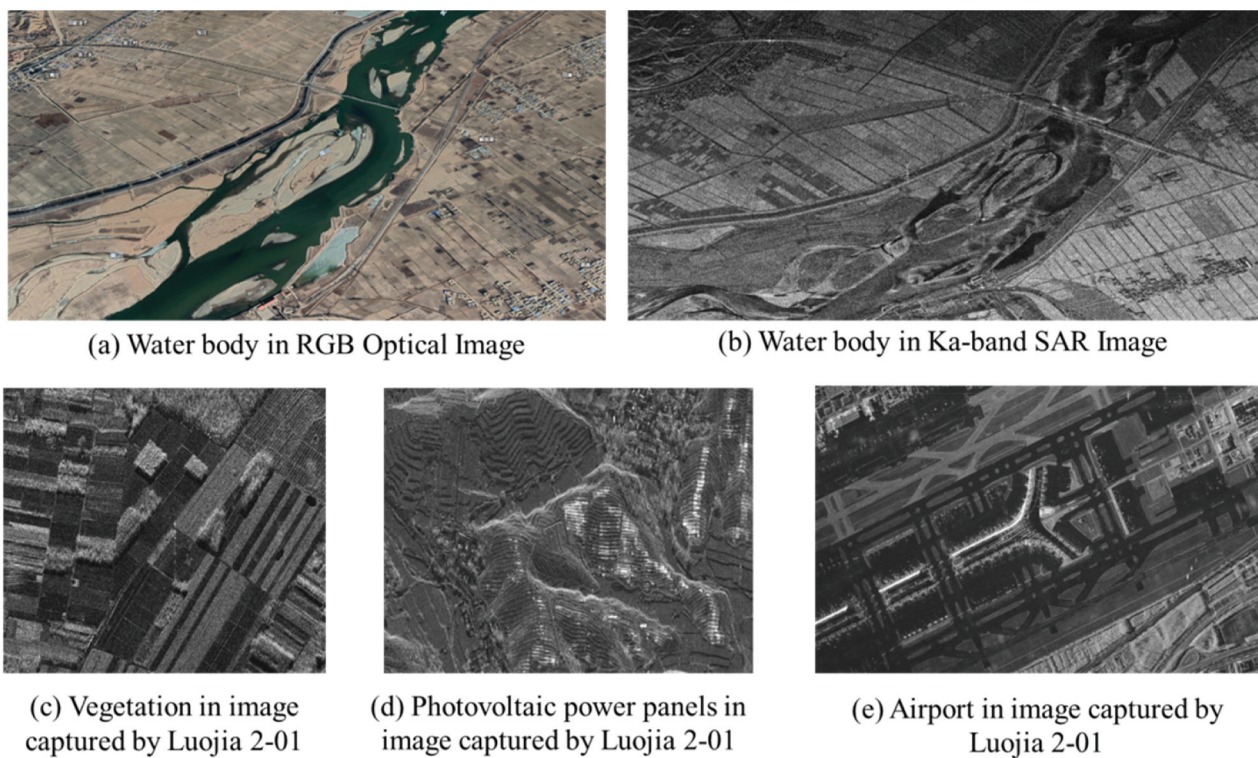 (a) Water body in RGB Optical Image
(b) Water body in Ka-band SAR Image
(c) Vegetation in image
captured by Luojia 2-01
(d) Photovoltaic power panels in
image captured by Luojia 2-01
(e) Airport in image captured by
Luojia 2-01